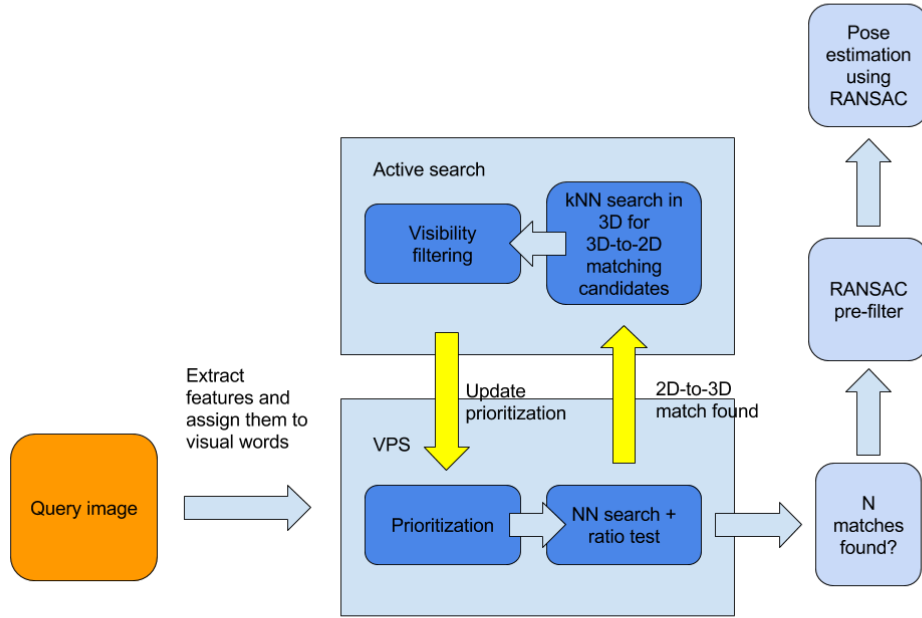 Pose
estimation
using
RANSAC
Active search
kNN search in
3D for
3D-to-2D
matching
candidates
Visibility
filtering
RANSAC
pre-filter
Extract
features and
assign them to
visual words
Update
prioritization
2D-to-3D
match found
VPS
Query image
Prioritization
NN search +
ratio test
N
matches
found?